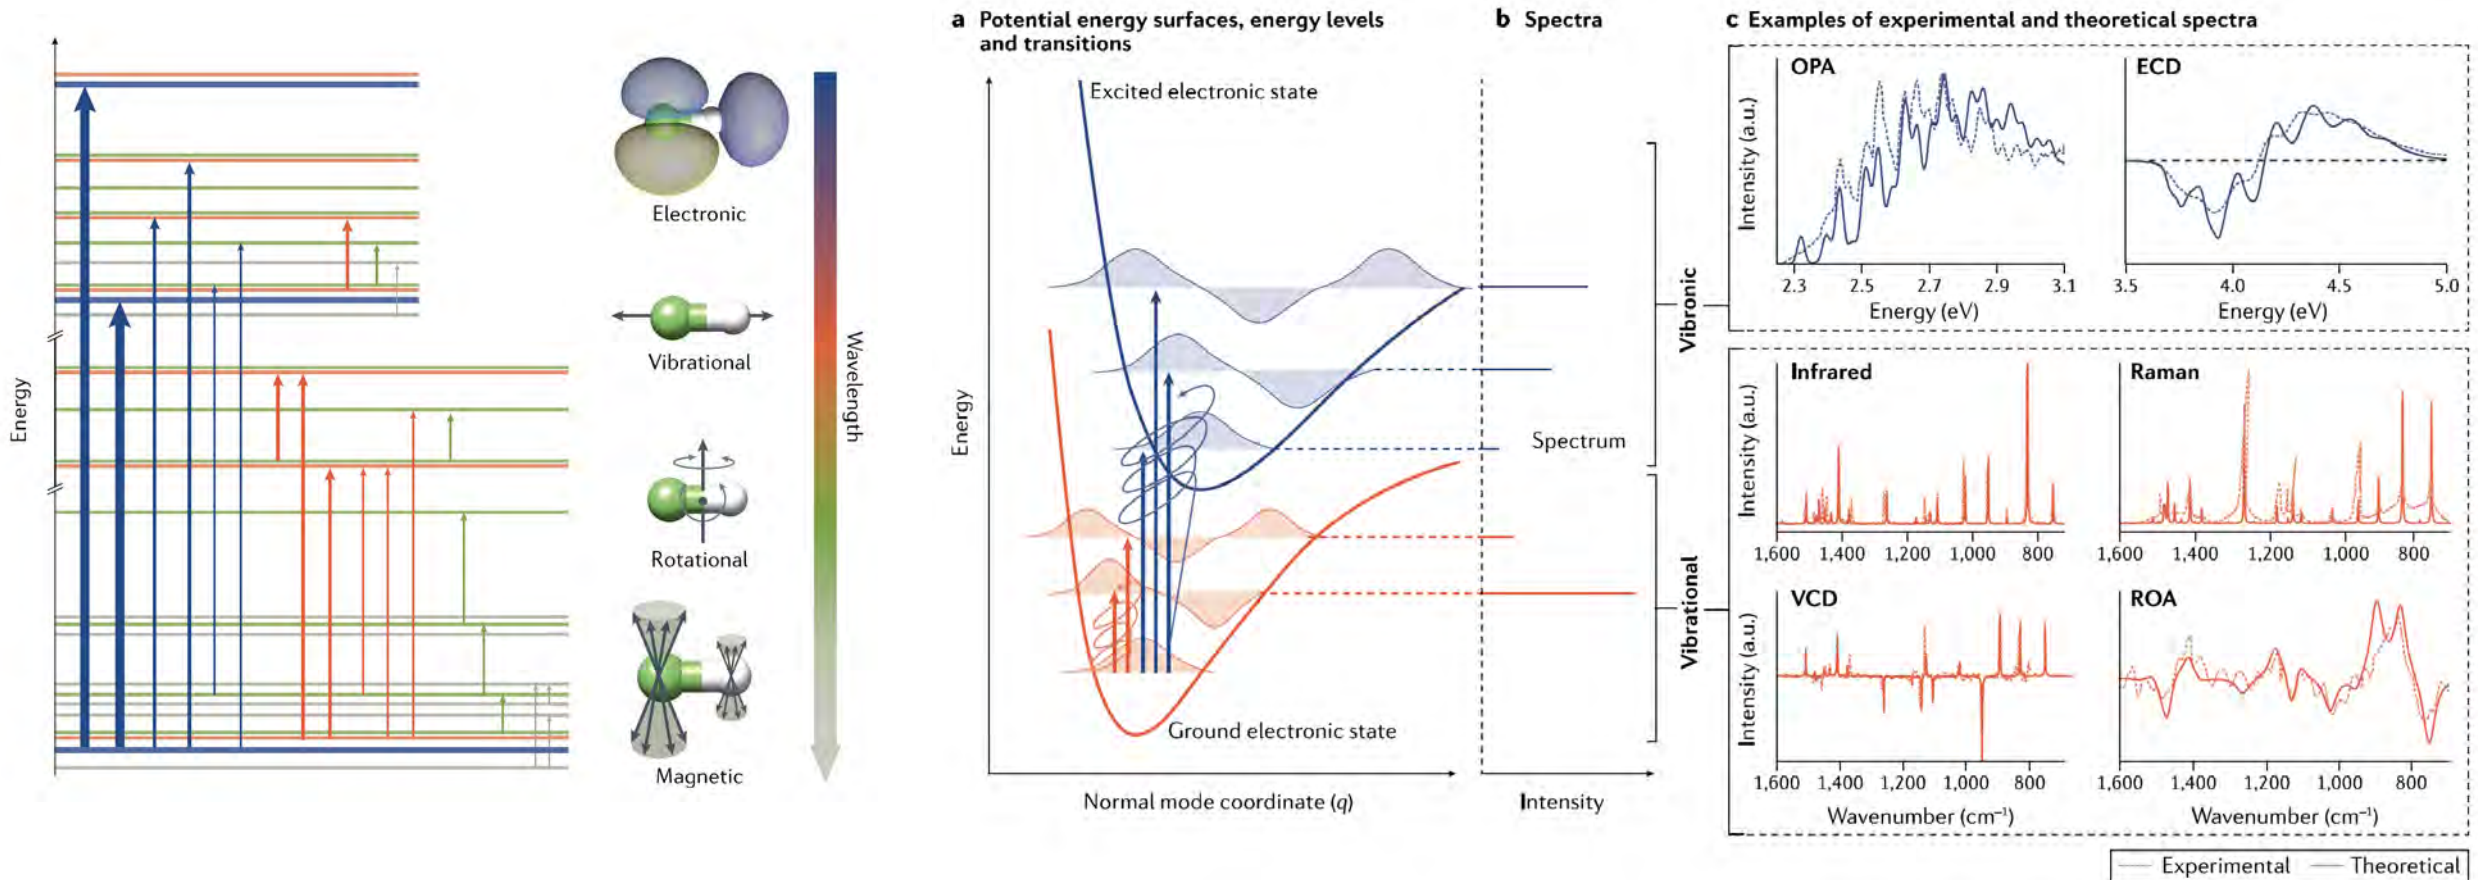 Energy
Electronic
Vibrational
Rotational
Magnetic
Wavelength
a Potential energy surfaces, energy levels
and transitions
Excited electronic state
Energy
Ground electronic state
Normal mode coordinate (q)
b Spectra
Spectrum
Intensity
Vibronic
Vibrational
c Examples of experimental and theoretical spectra
OPA
Intensity (a.u.)
2.3 2.5 2.7 2.9 3.1
Energy (eV)
ECD
3.5 4.0 4.5 5.0
Energy (eV)
Infrared
Intensity (a.u.)
1,600 1,400 1,200 1,000 800
Raman
1,600 1,400 1,200 1,000 800
VCD
Intensity (a.u.)
1,600 1,400 1,200 1,000 800
Wavenumber (cm⁻¹)
ROA
1,600 1,400 1,200 1,000 800
Wavenumber (cm⁻¹)
Experimental Theoretical